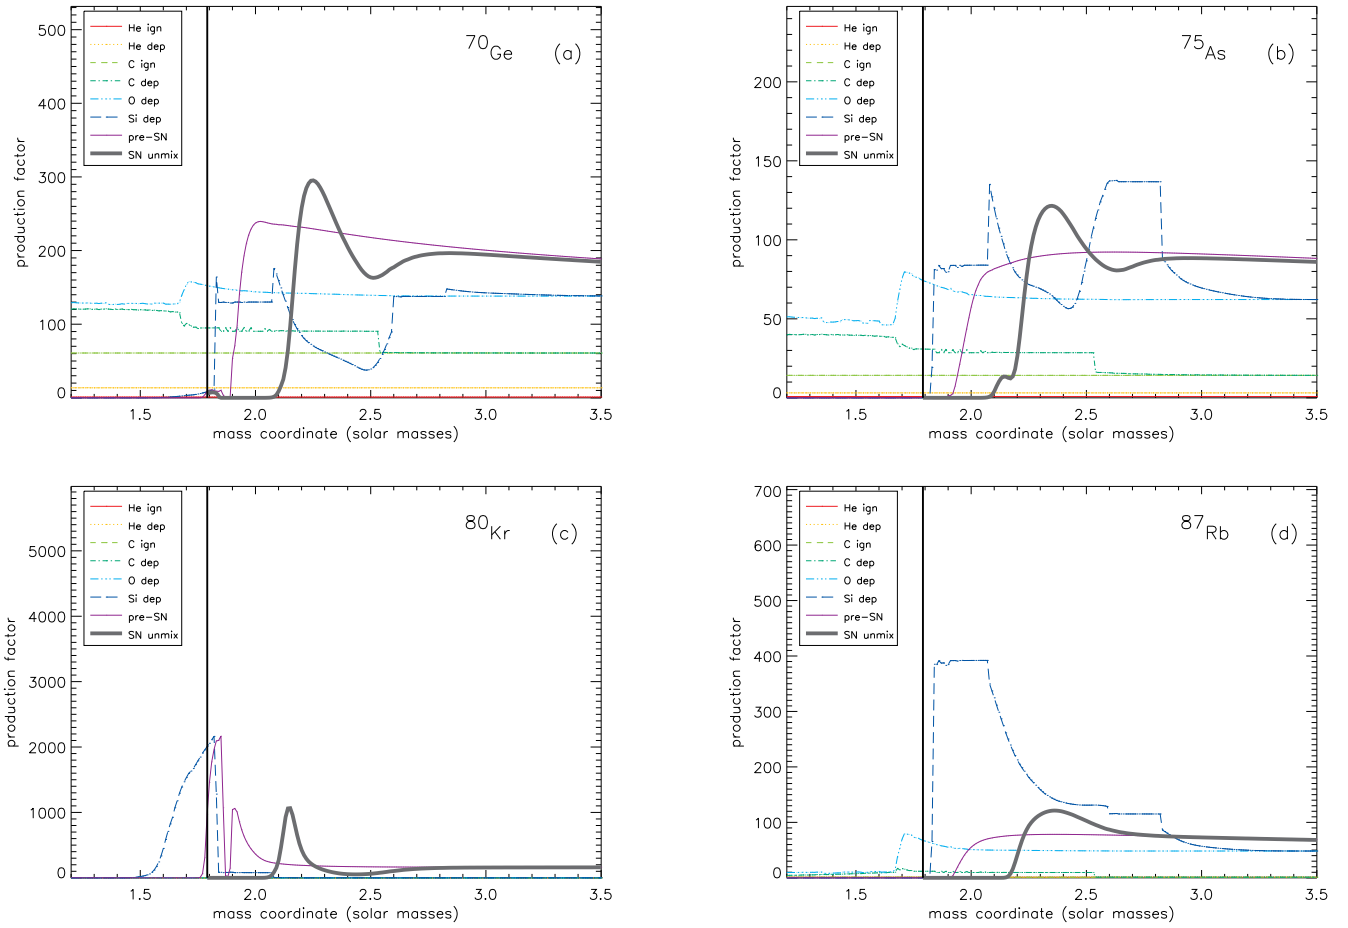 500
400
300
200
100
0
production factor
He ign
He dep
C ign
C dep
O dep
Si dep
pre-SN
SN unmix
70Ge (a)
1.5 2.0 2.5 3.0 3.5
mass coordinate (solar masses)
200
150
100
50
0
production factor
He ign
He dep
C ign
C dep
O dep
Si dep
pre-SN
SN unmix
75As (b)
1.5 2.0 2.5 3.0 3.5
mass coordinate (solar masses)
5000
4000
3000
2000
1000
0
production factor
He ign
He dep
C ign
C dep
O dep
Si dep
pre-SN
SN unmix
80Kr (c)
1.5 2.0 2.5 3.0 3.5
mass coordinate (solar masses)
700
600
500
400
300
200
100
0
production factor
He ign
He dep
C ign
C dep
O dep
Si dep
pre-SN
SN unmix
87Rb (d)
1.5 2.0 2.5 3.0 3.5
mass coordinate (solar masses)